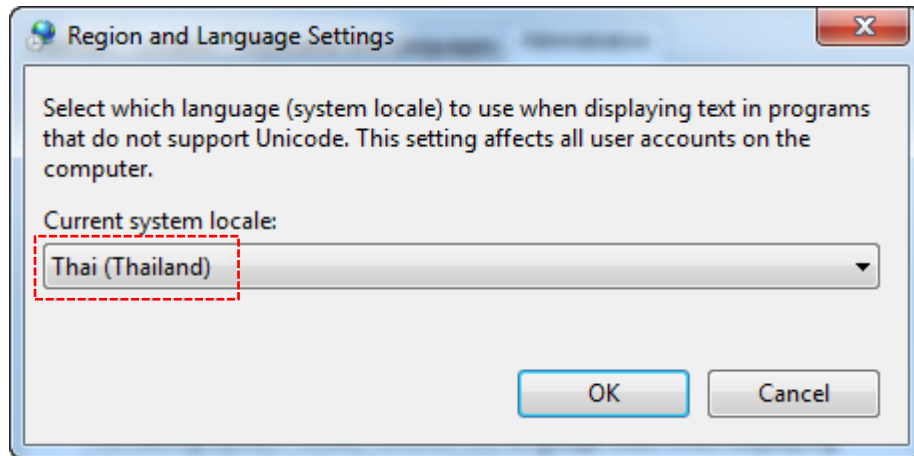 Region and Language Settings
Select which language (system locale) to use when displaying text in programs
that do not support Unicode. This setting affects all user accounts on the
computer.
Current system locale:
Thai (Thailand)
OK
Cancel